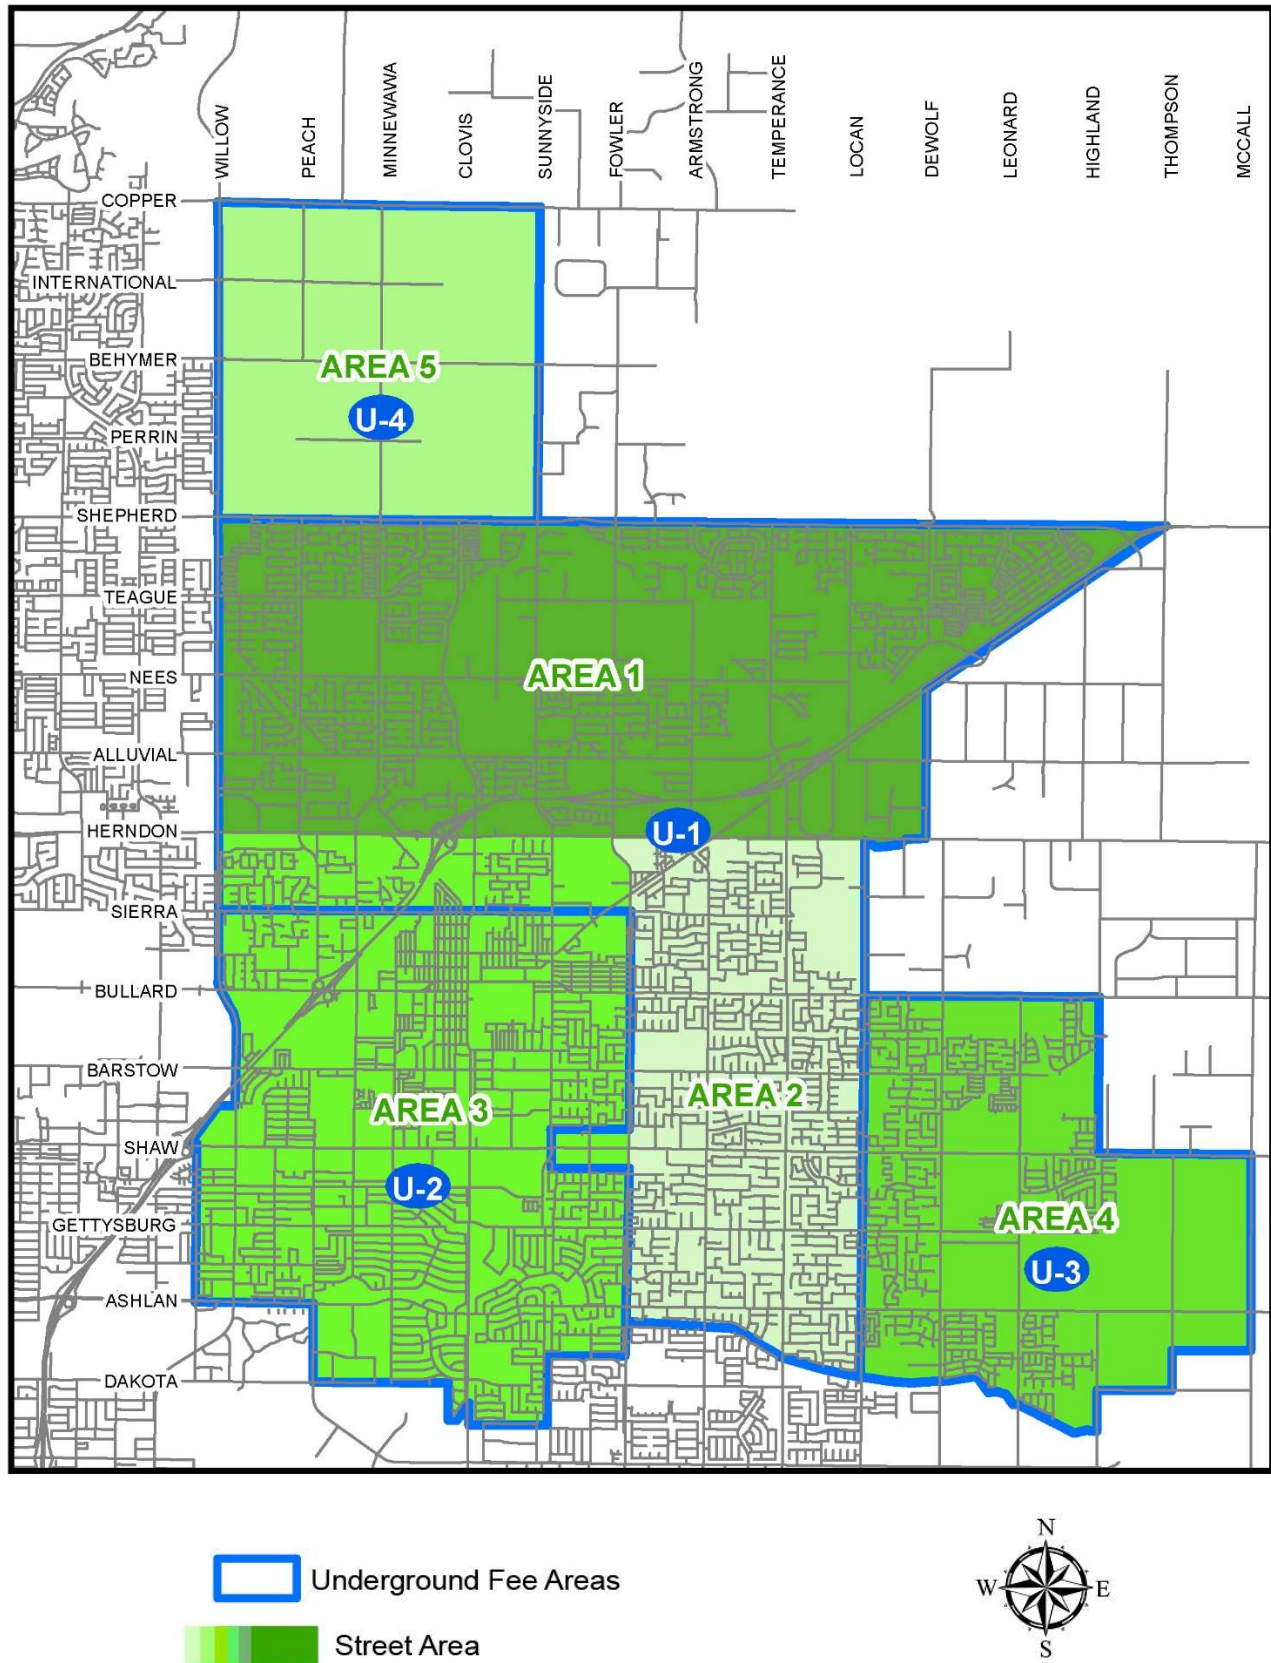 WILLOW
PEACH
MINNEWAWA
CLOVIS
SUNNYSIDE
FOWLER
ARMSTRONG
TEMPERANCE
LOCAN
DEWOLF
LEONARD
HIGHLAND
THOMPSON
MCCALL
COPPER
INTERNATIONAL
BEHYMER
AREA 5
U-4
PERRIN
SHEPHERD
TEAGUE
NEES
AREA 1
ALLUVIAL
HERNDON
U-1
SIERRA
BULLARD
BARSTOW
AREA 3
AREA 2
SHAW
U-2
GETTYSBURG
AREA 4
U-3
ASHLAN
DAKOTA
Underground Fee Areas
Street Area
N
W
E
S